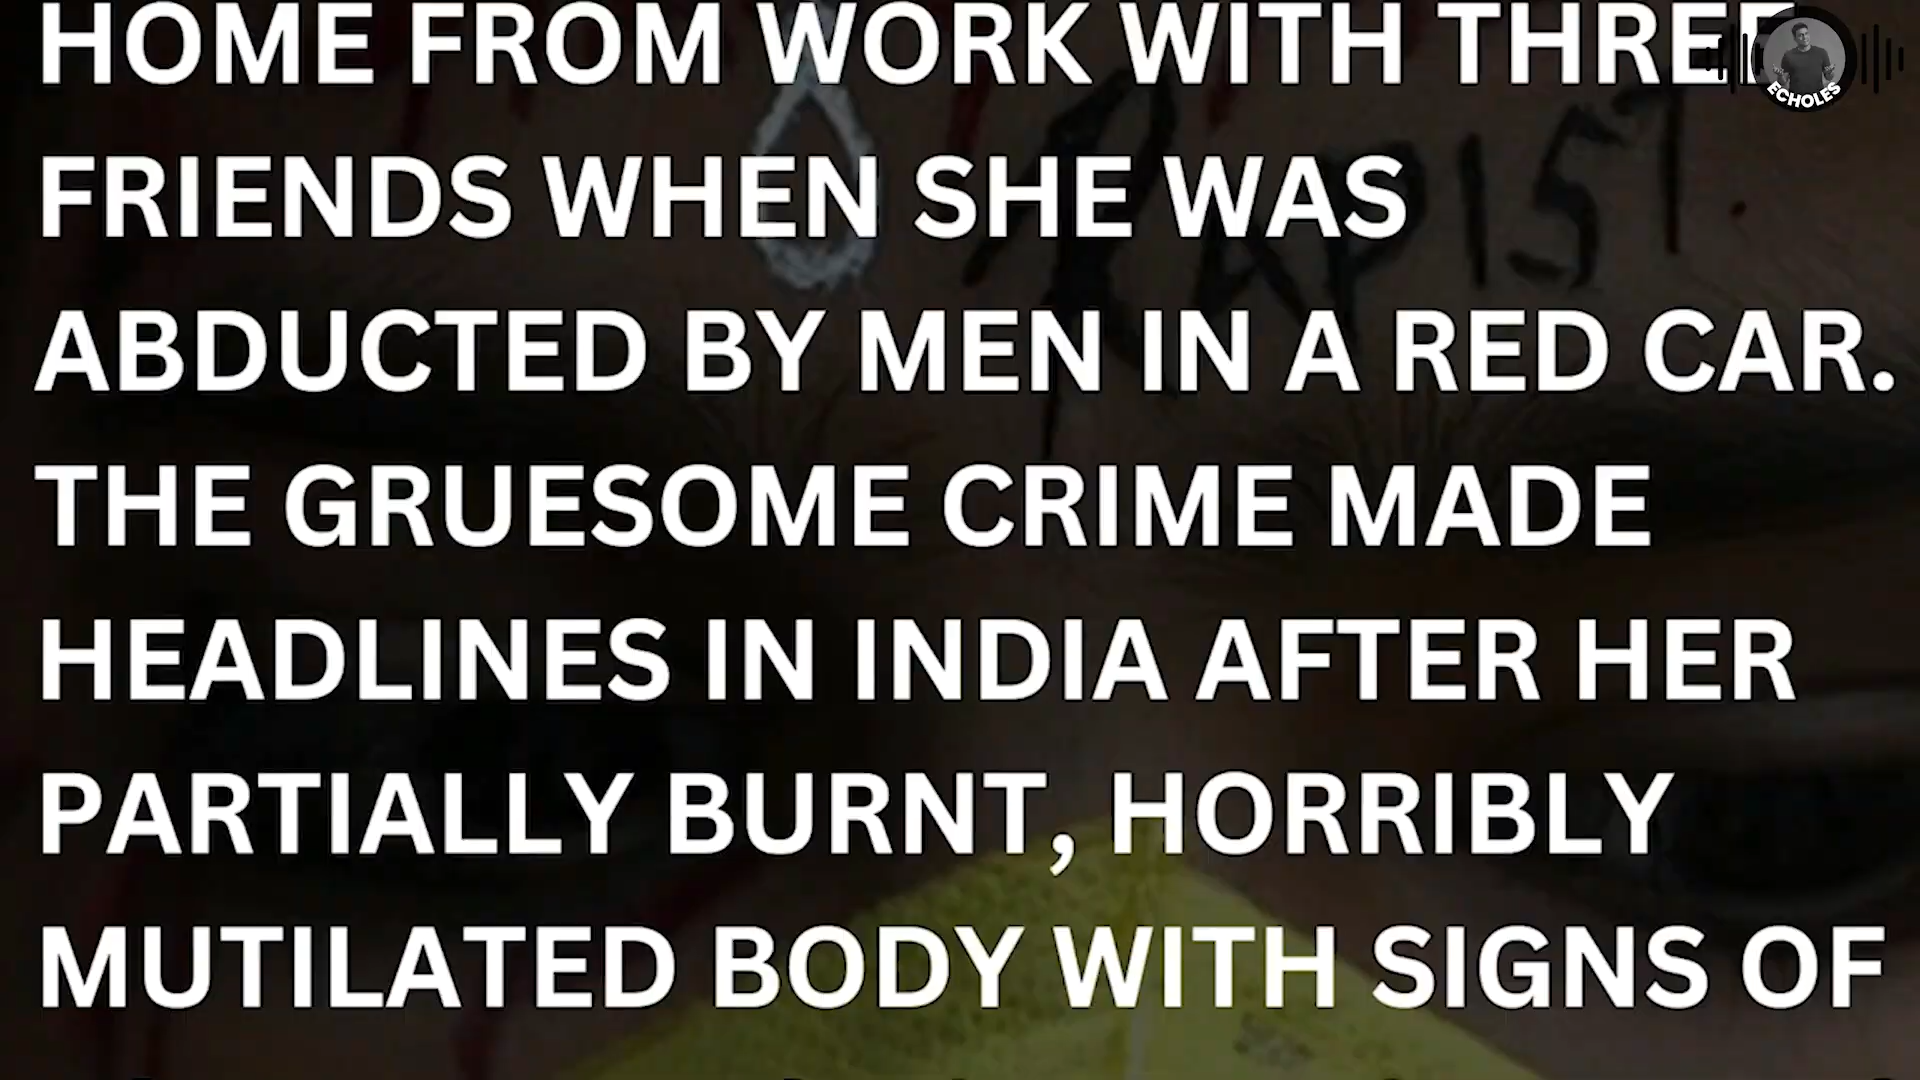 HOME FROM WORK WITH THREE
ECHOLES
FRIENDS WHEN SHE WAS
RAPIST
ABDUCTED BY MEN IN A RED CAR.
THE GRUESOME CRIME MADE
HEADLINES IN INDIA AFTER HER
PARTIALLY BURNT, HORRIBLY
MUTILATED BODY WITH SIGNS OF